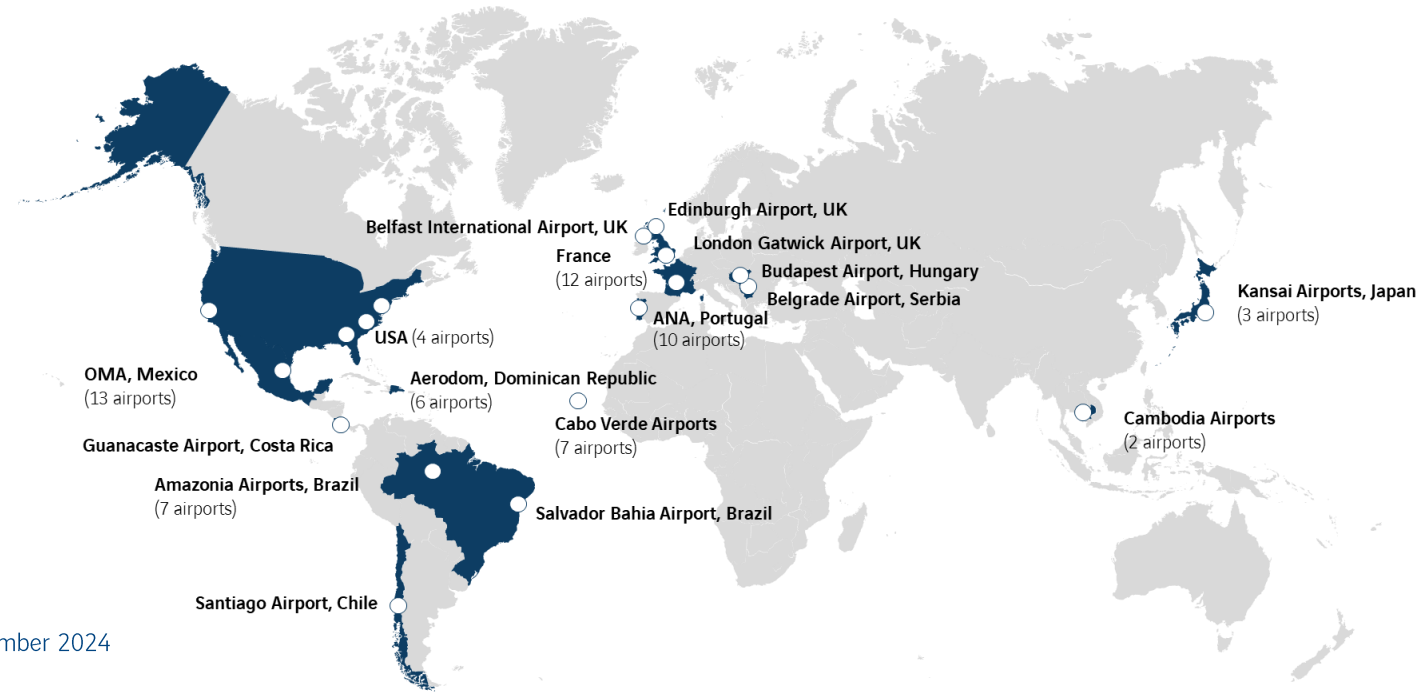 Edinburgh Airport, UK
Belfast International Airport, UK
London Gatwick Airport, UK
France
(12 airports)
Budapest Airport, Hungary
Belgrade Airport, Serbia
Kansai Airports, Japan
(3 airports)
ANA, Portugal
(10 airports)
USA (4 airports)
OMA, Mexico
(13 airports)
Aerodom, Dominican Republic
(6 airports)
Cabo Verde Airports
(7 airports)
Cambodia Airports
(2 airports)
Guanacaste Airport, Costa Rica
Amazonia Airports, Brazil
(7 airports)
Salvador Bahia Airport, Brazil
Santiago Airport, Chile
2024